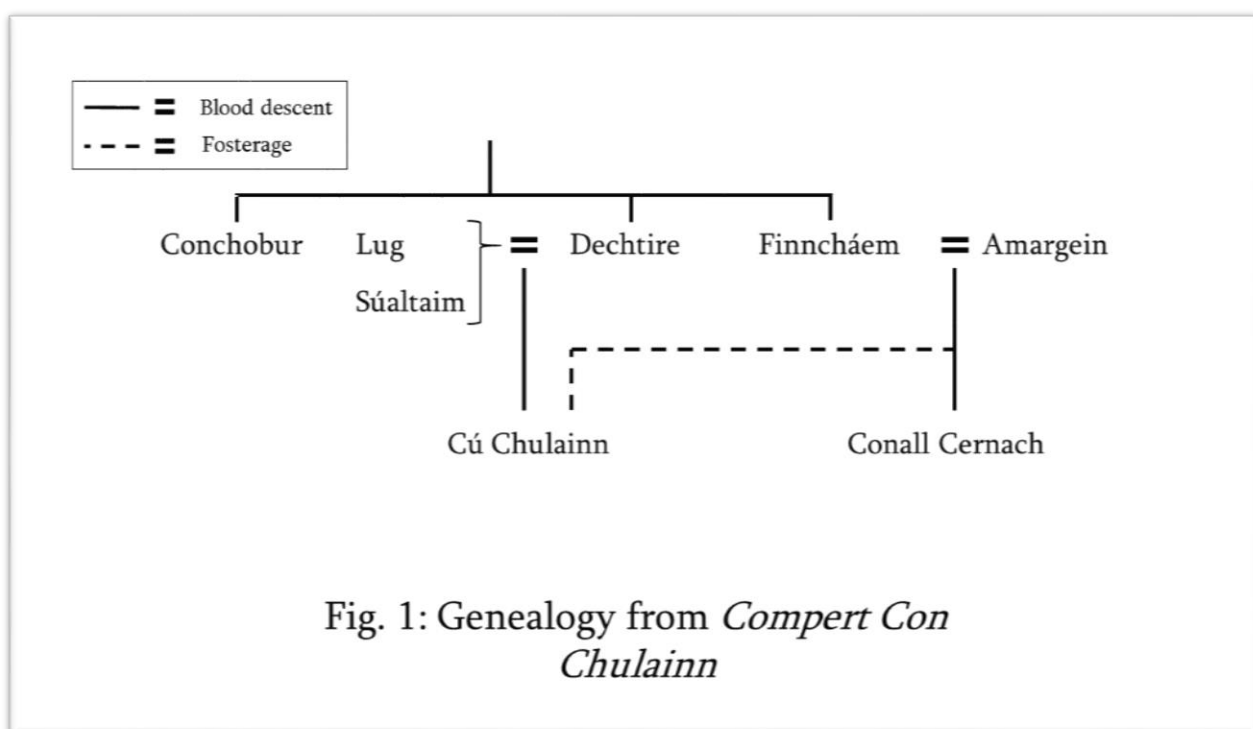 = Blood descent
= Fosterage
Conchobur Lug = Dechtire Finncháem = Amargein
Súaltaim
Cú Chulainn Conall Cernach
Fig. 1: Genealogy from Compert Con
Chulainn